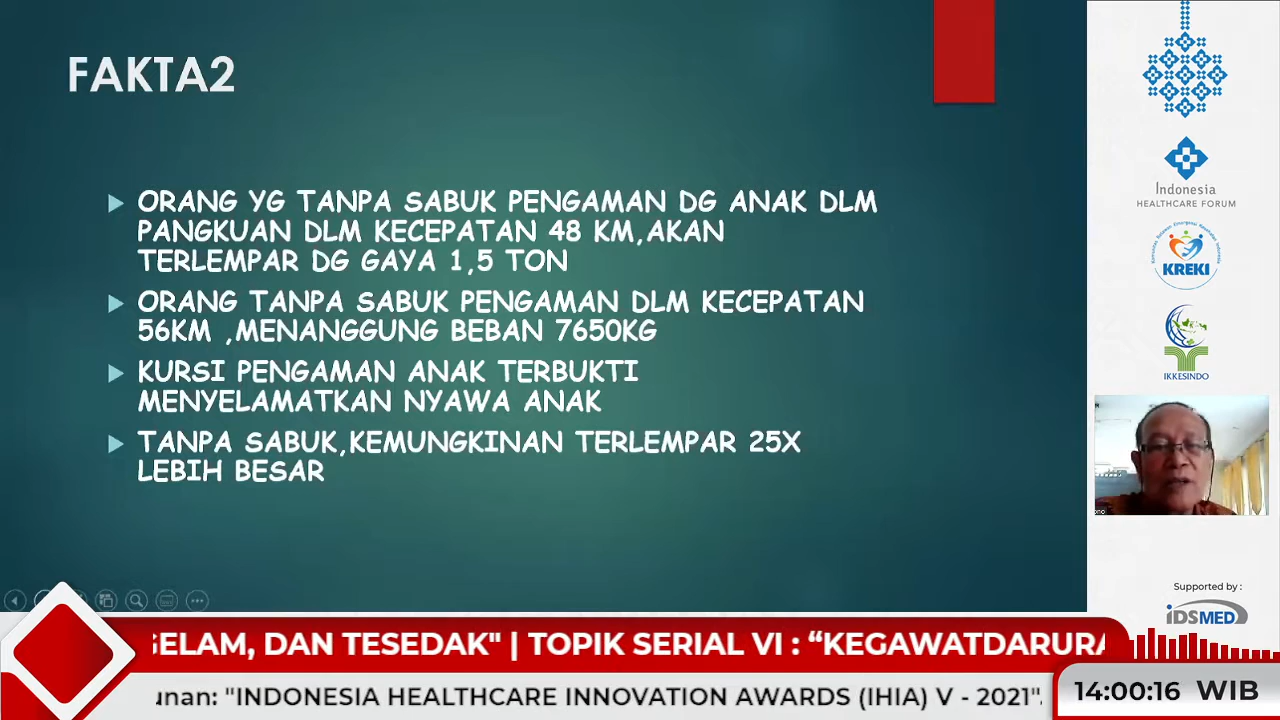 FAKTA2
ORANG YG TANPA SABUK PENGAMAN DG ANAK DLM
PANGKUAN DLM KECEPATAN 48 KM,AKAN
TERLEMPAR DG GAYA 1,5 TON
ORANG TANPA SABUK PENGAMAN DLM KECEPATAN
56KM ,MENANGGUNG BEBAN 7650KG
KURSI PENGAMAN ANAK TERBUKTI
MENYELAMATKAN NYAWA ANAK
TANPA SABUK,KEMUNGKINAN TERLEMPAR 25X
LEBIH BESAR
Indonesia
HEALTHCARE FORUM
KREKI
IKKESINDO
Supported by :
iDSMED
GELAM, DAN TESEDAK" | TOPIK SERIAL VI : “KEGAWATDARURA
unan: "INDONESIA HEALTHCARE INNOVATION AWARDS (IHIA) V - 2021".
14:00:16 WIB